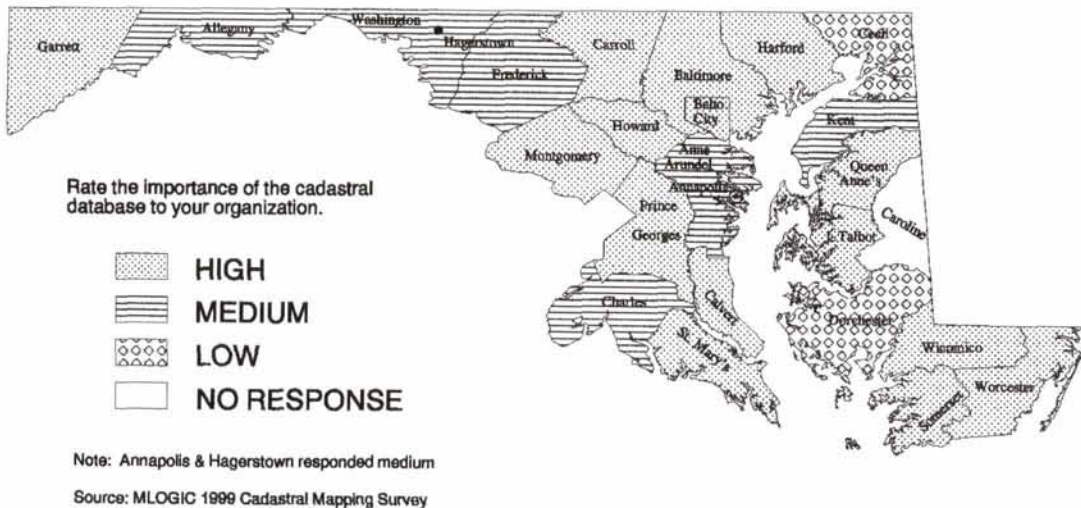 Garrett
Allegany
Washington
Hagerstown
Frederick
Carroll
Baltimore
Balto
City
Harford
Cecil
Kent
Howard
Montgomery
Anne
Arundel
Annapolis
Queen
Anne's
Caroline
Talbot
Prince
Georges
Charles
Calvert
St. Mary's
Dorchester
Wicomico
Worcester
Somerset
Rate the importance of the cadastral
database to your organization.
HIGH
MEDIUM
LOW
NO RESPONSE
Note: Annapolis & Hagerstown responded medium
Source: MLOGIC 1999 Cadastral Mapping Survey